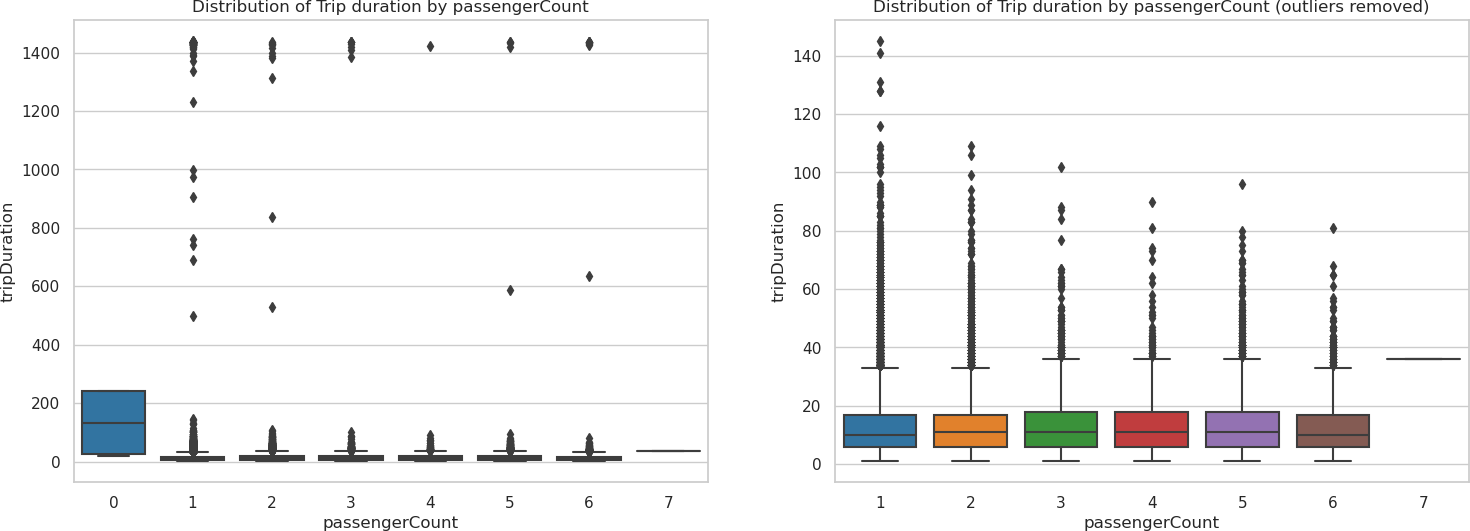 Distribution of Trip duration by passengerCount
tripDuration
1400
1200
1000
800
600
400
200
0
0 1 2 3 4 5 6 7
passengerCount
Distribution of Trip duration by passengerCount (outliers removed)
tripDuration
140
120
100
80
60
40
20
0
1 2 3 4 5 6 7
passengerCount